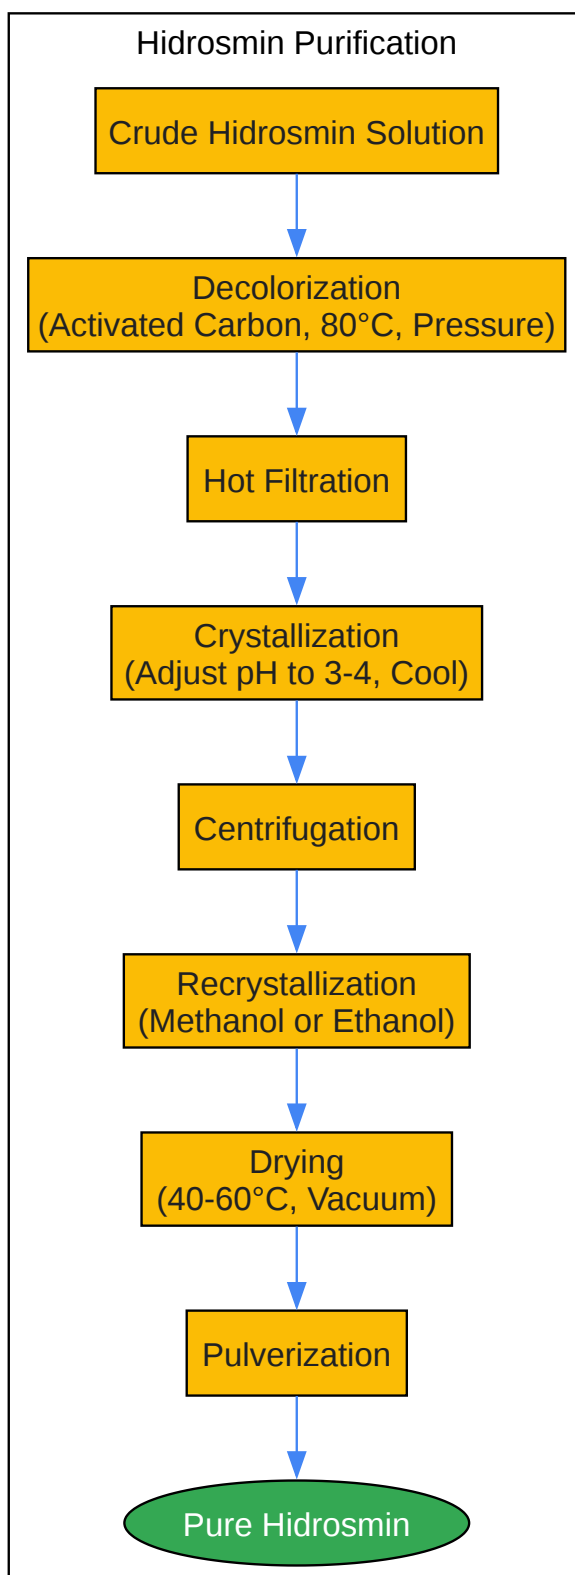 Hidrosmin Purification
Crude Hidrosmin Solution
Decolorization
(Activated Carbon, 80°C, Pressure)
Hot Filtration
Crystallization
(Adjust pH to 3-4, Cool)
Centrifugation
Recrystallization
(Methanol or Ethanol)
Drying
(40-60°C, Vacuum)
Pulverization
Pure Hidrosmin